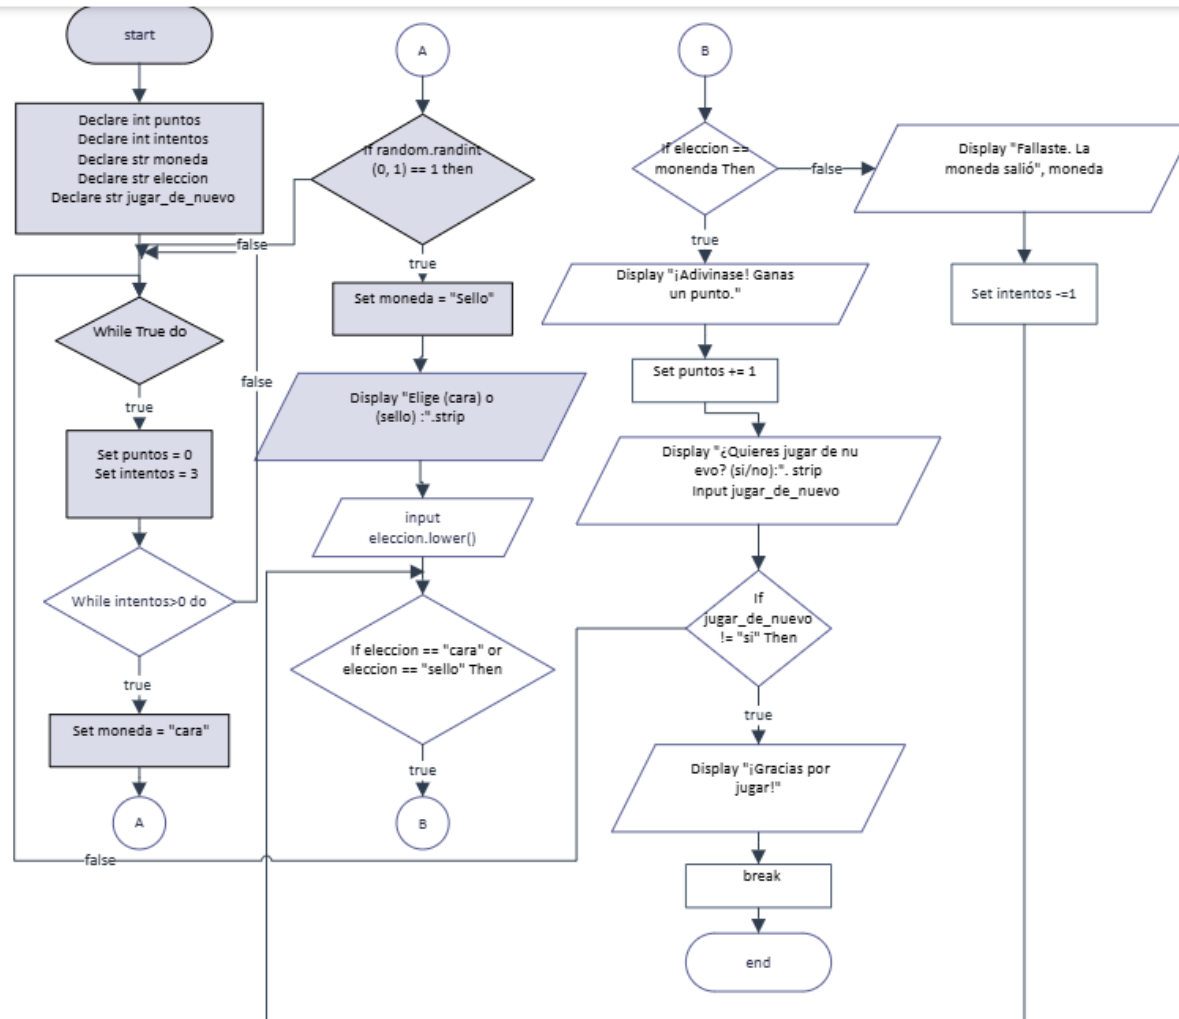 start
Declare int puntos
Declare int intentos
Declare str moneda
Declare str eleccion
Declare str jugar_de_nuevo
false
While True do
false
true
Set puntos = 0
Set intentos = 3
While intentos>0 do
true
Set moneda = "cara"
A
false
A
If random.randint
(0, 1) == 1 then
true
Set moneda = "Sello"
Display "Elige (cara) o
(sello) :".strip
input
eleccion.lower()
If eleccion == "cara" or
eleccion == "sello" Then
true
B
B
If eleccion ==
monenda Then
false
Display "Fallaste. La
moneda salió", moneda
Set intentos -=1
true
Display "¡Adivinase! Ganas
un punto."
Set puntos += 1
Display "¿Quieres jugar de nu
evo? (si/no):". strip
Input jugar_de_nuevo
If
jugar_de_nuevo
!= "si" Then
true
Display "¡Gracias por
jugar!"
break
end